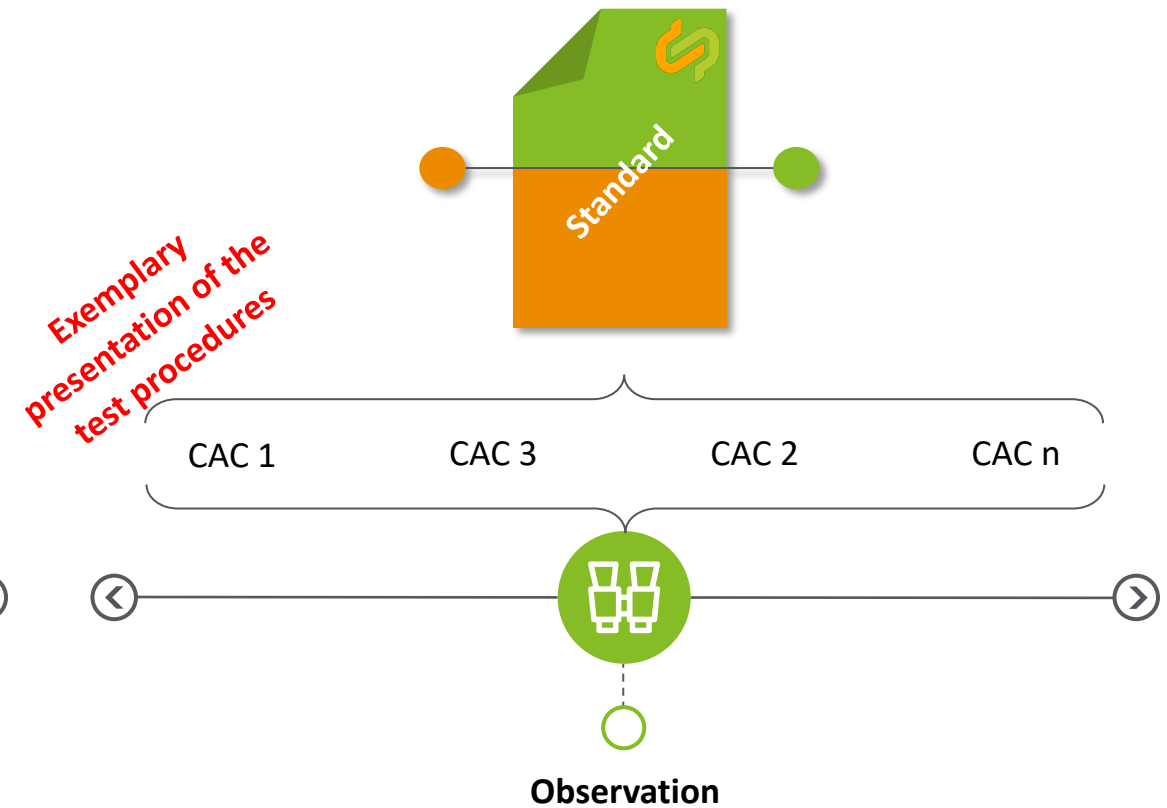 Standard
Exemplary
presentation of the
test procedures
CAC 1 CAC 3 CAC 2 CAC n
Observation